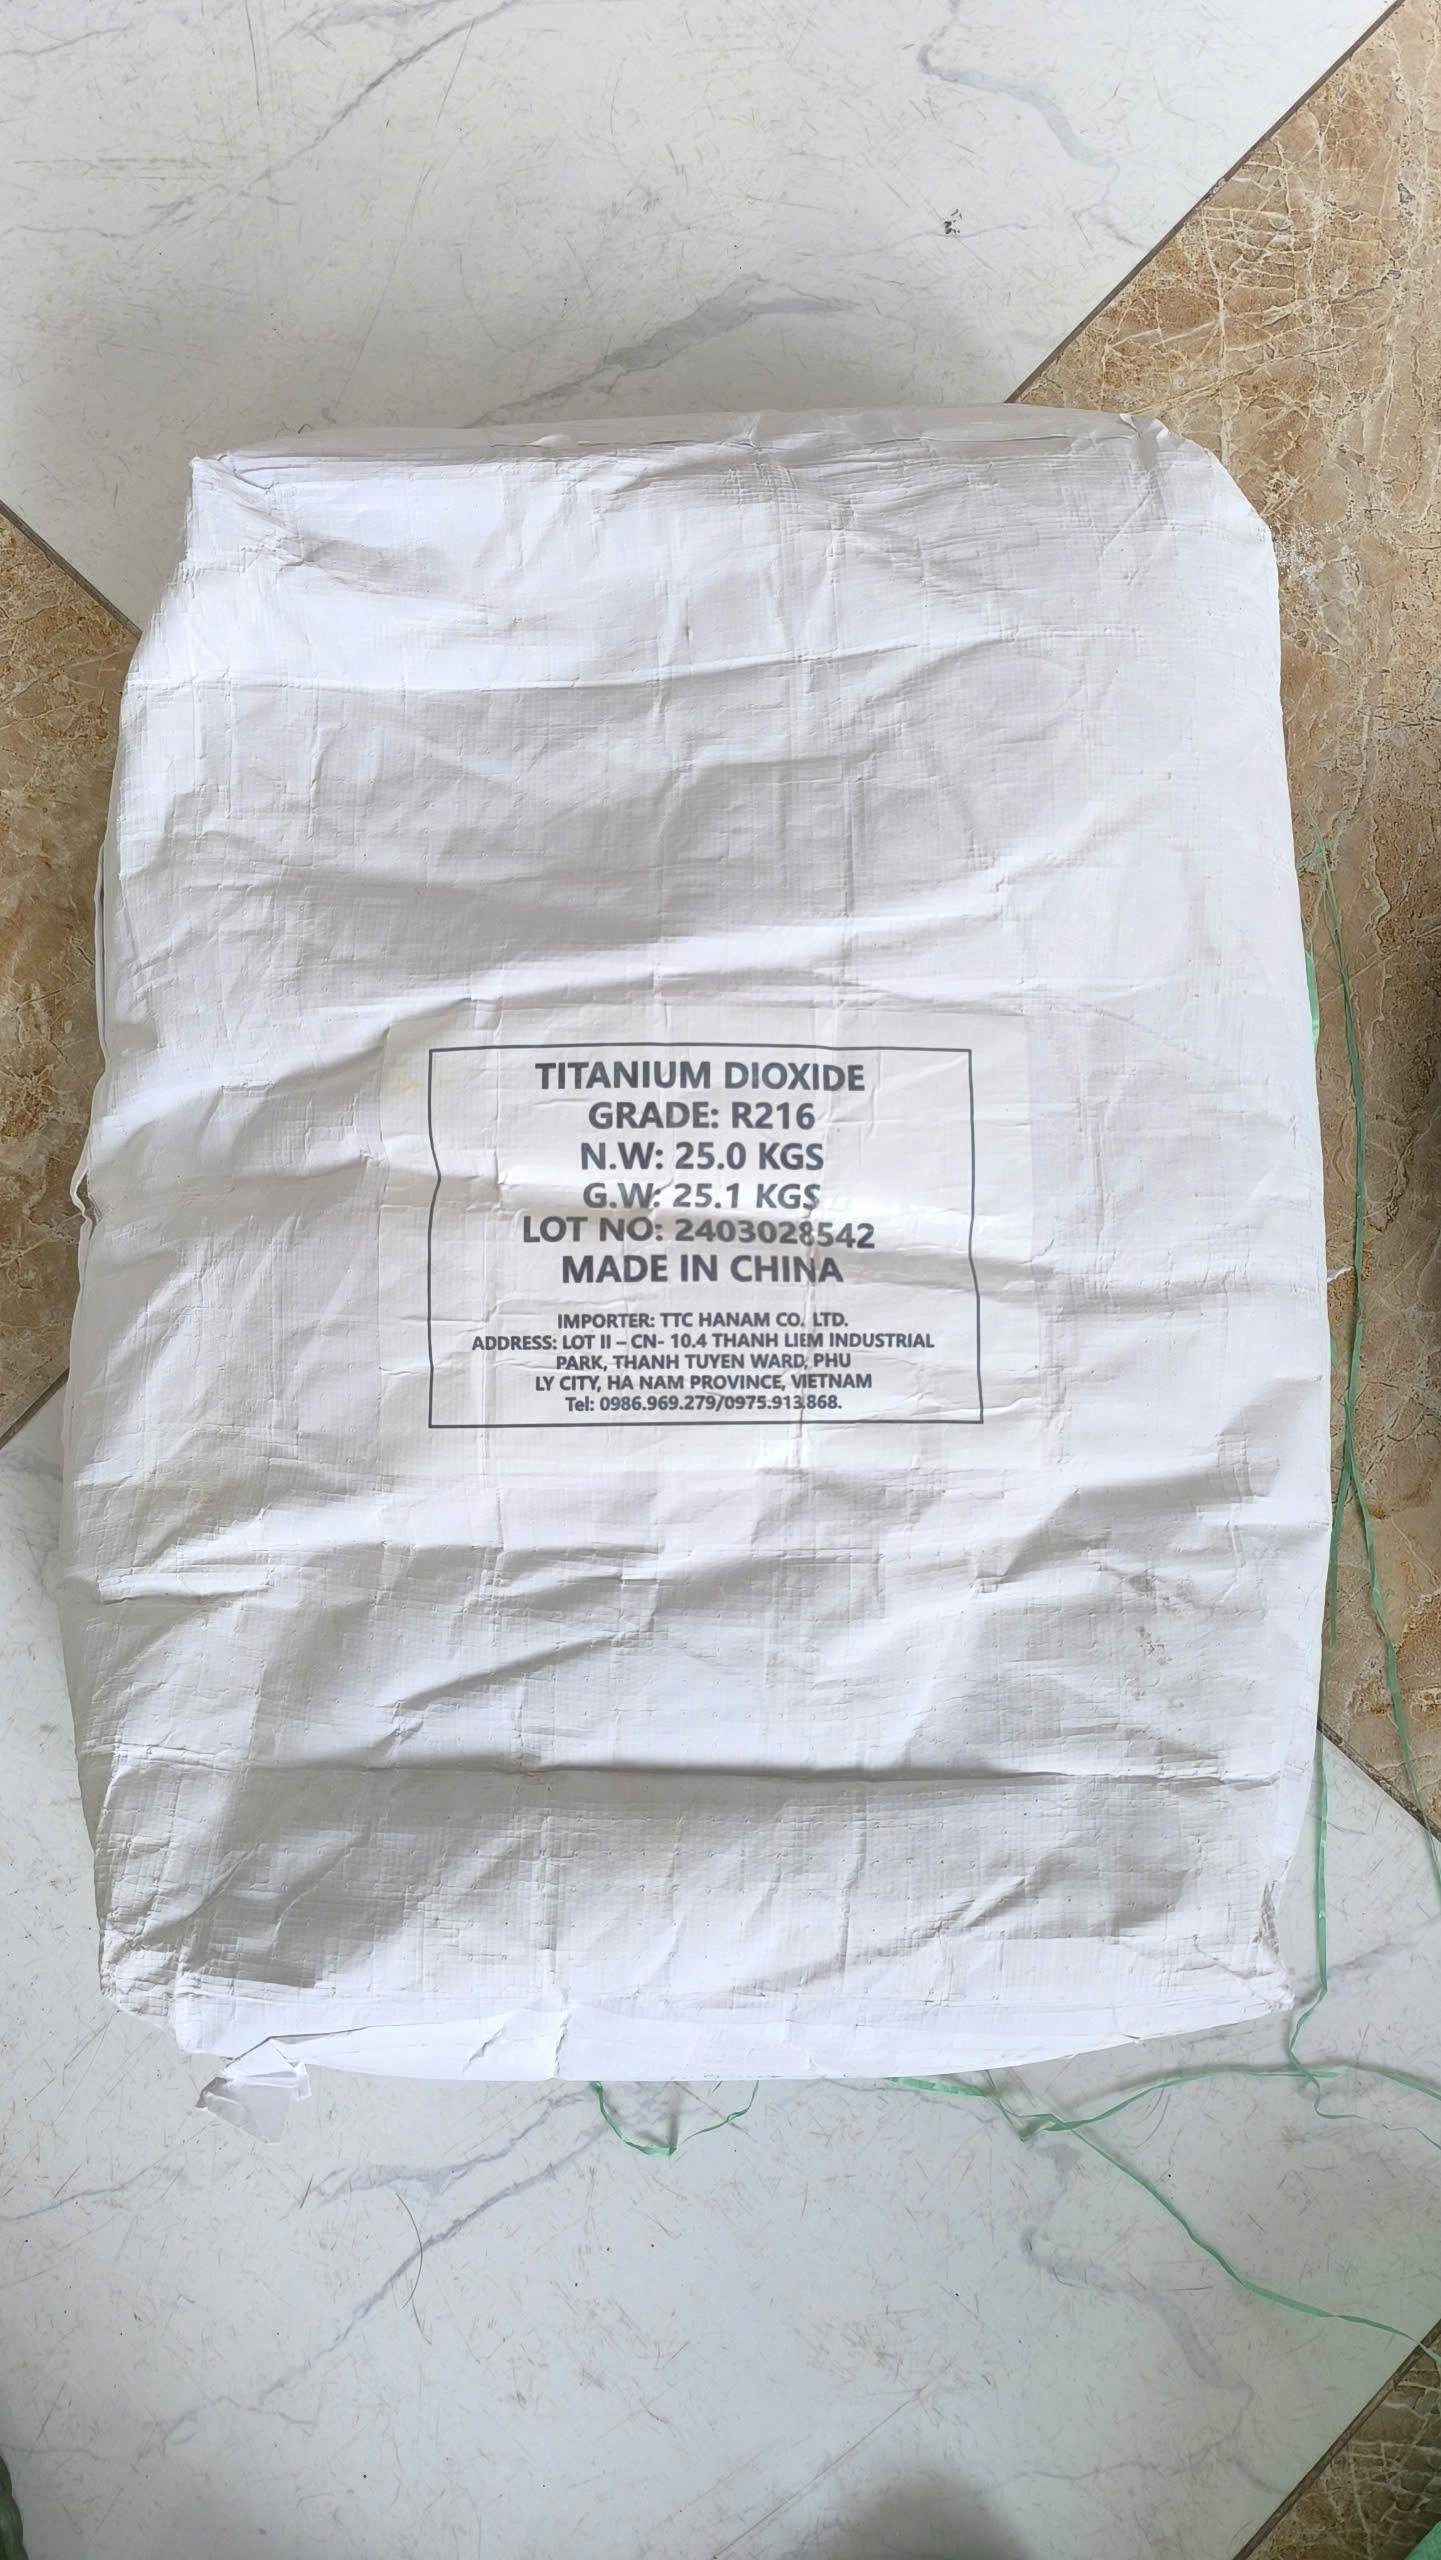 TITANIUM DIOXIDE
GRADE: R216
N.W: 25.0 KGS
G.W: 25.1 KGS
LOT NO: 2403028542
MADE IN CHINA
IMPORTER: TTC HANAM CO. LTD.
ADDRESS: LOT II – CN- 10.4 THANH LIEM INDUSTRIAL
PARK, THANH TUYEN WARD, PHU
LY CITY, HA NAM PROVINCE, VIETNAM
Tel: 0986.969.279/0975.913.868.